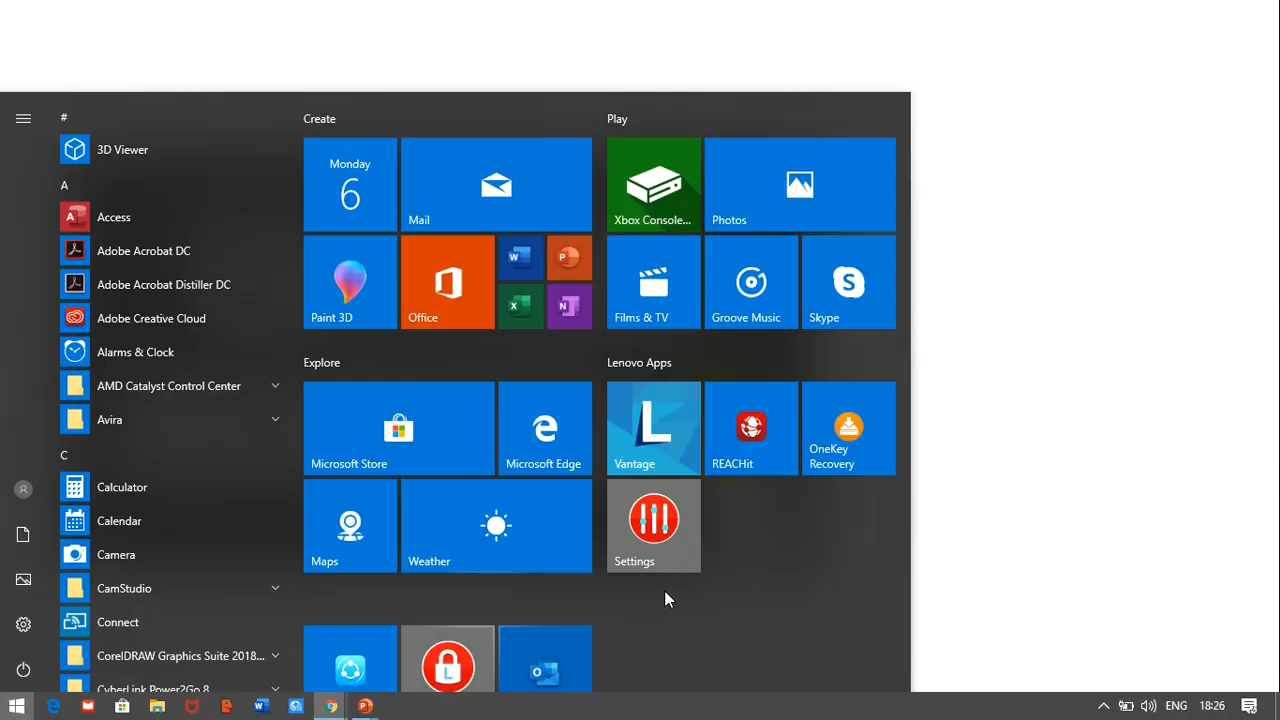 #
3D Viewer
A
Access
Adobe Acrobat DC
Adobe Acrobat Distiller DC
Adobe Creative Cloud
Alarms & Clock
AMD Catalyst Control Center
Avira
C
Calculator
Calendar
Camera
CamStudio
Connect
CorelDRAW Graphics Suite 2018...
CyberLink Power2Go 8
Create
Monday
6
Mail
Paint 3D
Office
Explore
Microsoft Store
Microsoft Edge
Maps
Weather
Play
Xbox Console...
Photos
Films & TV
Groove Music
Skype
Lenovo Apps
Vantage
REACHit
OneKey
Recovery
Settings
ENG
18:26